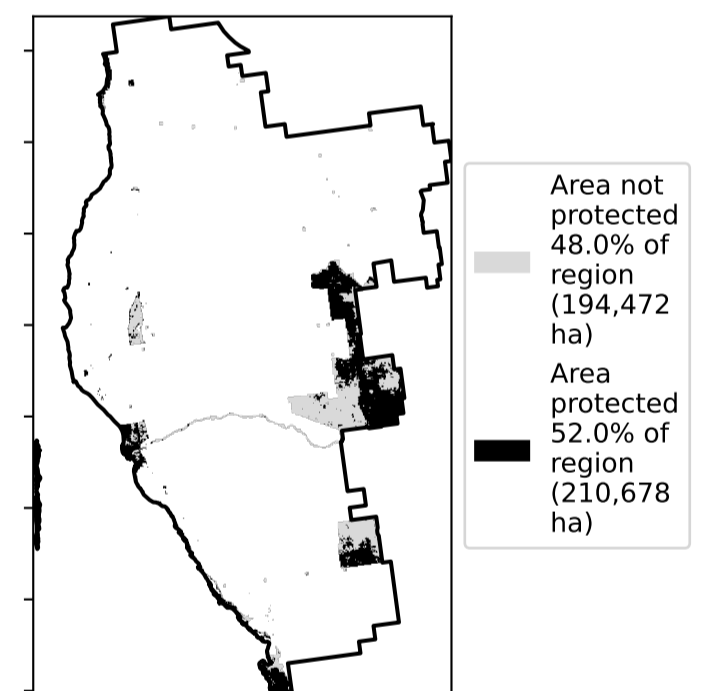 Area not
protected
48.0% of
region
(194,472
ha)
Area
protected
52.0% of
region
(210,678
ha)